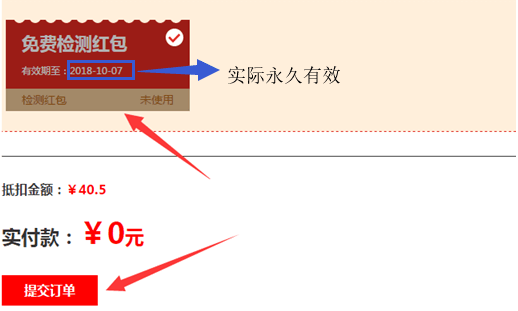 免费检测红包
有效期至：2018-10-07
实际永久有效
检测红包 未使用
抵扣金额：￥40.5
实付款：￥0元
提交订单